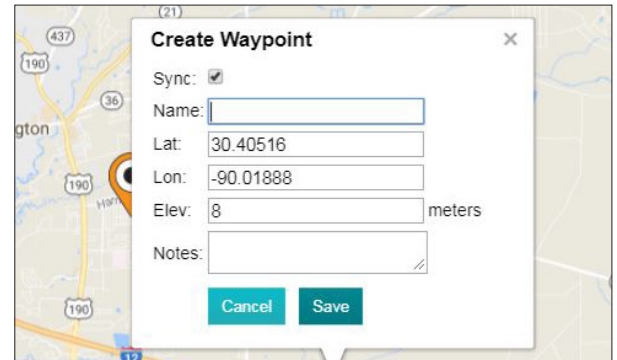 (21)
437
190
Create Waypoint
×
Sync:
36
Name:
gton
Lat: 30.40516
Lon: -90.01888
190
Elev: 8 meters
Notes:
Cancel Save
190
12